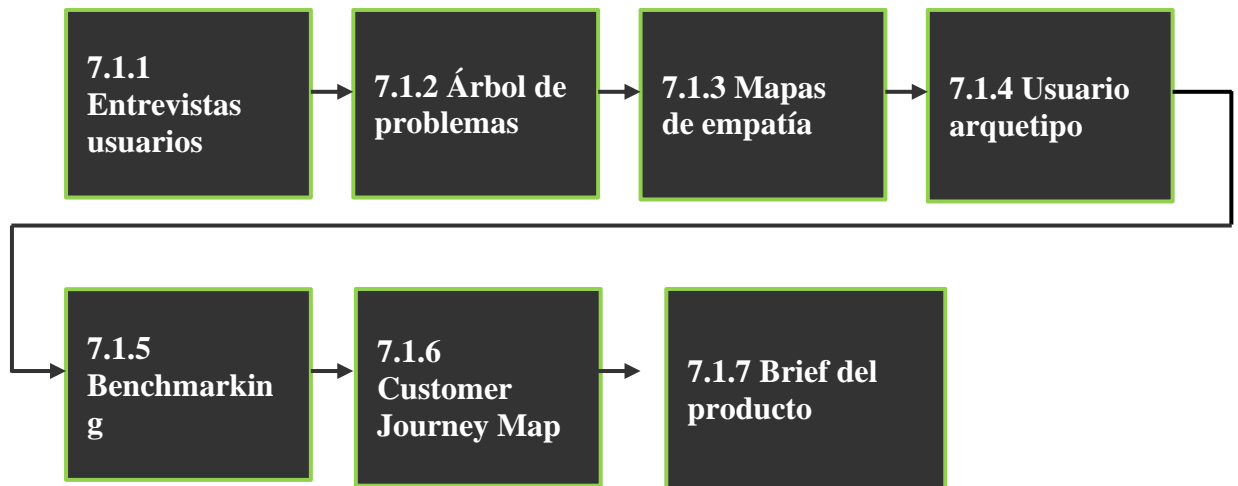 7.1.1
Entrevistas
usuarios
7.1.2 Árbol de
problemas
7.1.3 Mapas
de empatía
7.1.4 Usuario
arquetipo
7.1.5
Benchmarkin
g
7.1.6
Customer
Journey Map
7.1.7 Brief del
producto